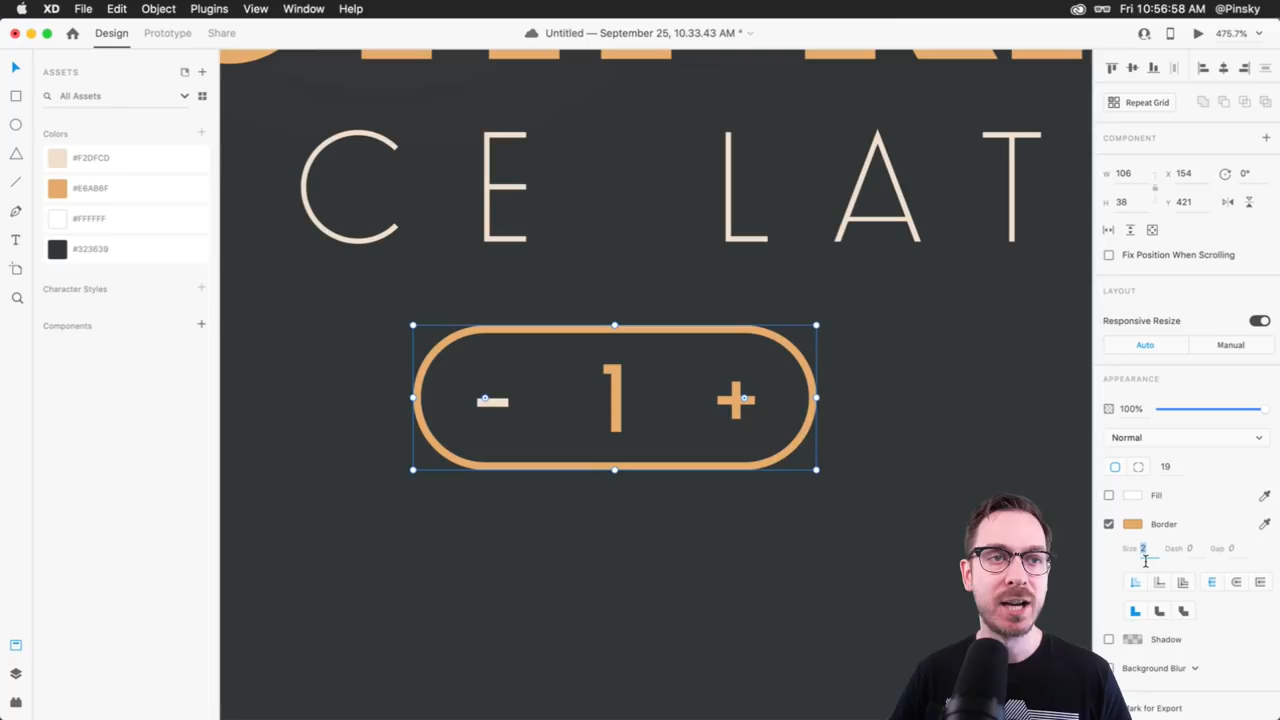 XD File Edit Object Plugins View Window Help Fri 10:56:58 AM @Pinsky
Design Prototype Share Untitled — September 25, 10.33.43 AM * 475.7%
ASSETS
All Assets
Colors
#F2DFCD
#E6AB6F
#FFFFFF
#323639
Character Styles
Components
CE LAT
- 1 +
Repeat Grid
COMPONENT
W 106 X 154 0°
H 38 Y 421
Fix Position When Scrolling
LAYOUT
Responsive Resize
Auto Manual
APPEARANCE
100%
Normal
19
Fill
Border
Size 2 Dash 0 Gap 0
Shadow
Background Blur
for Export